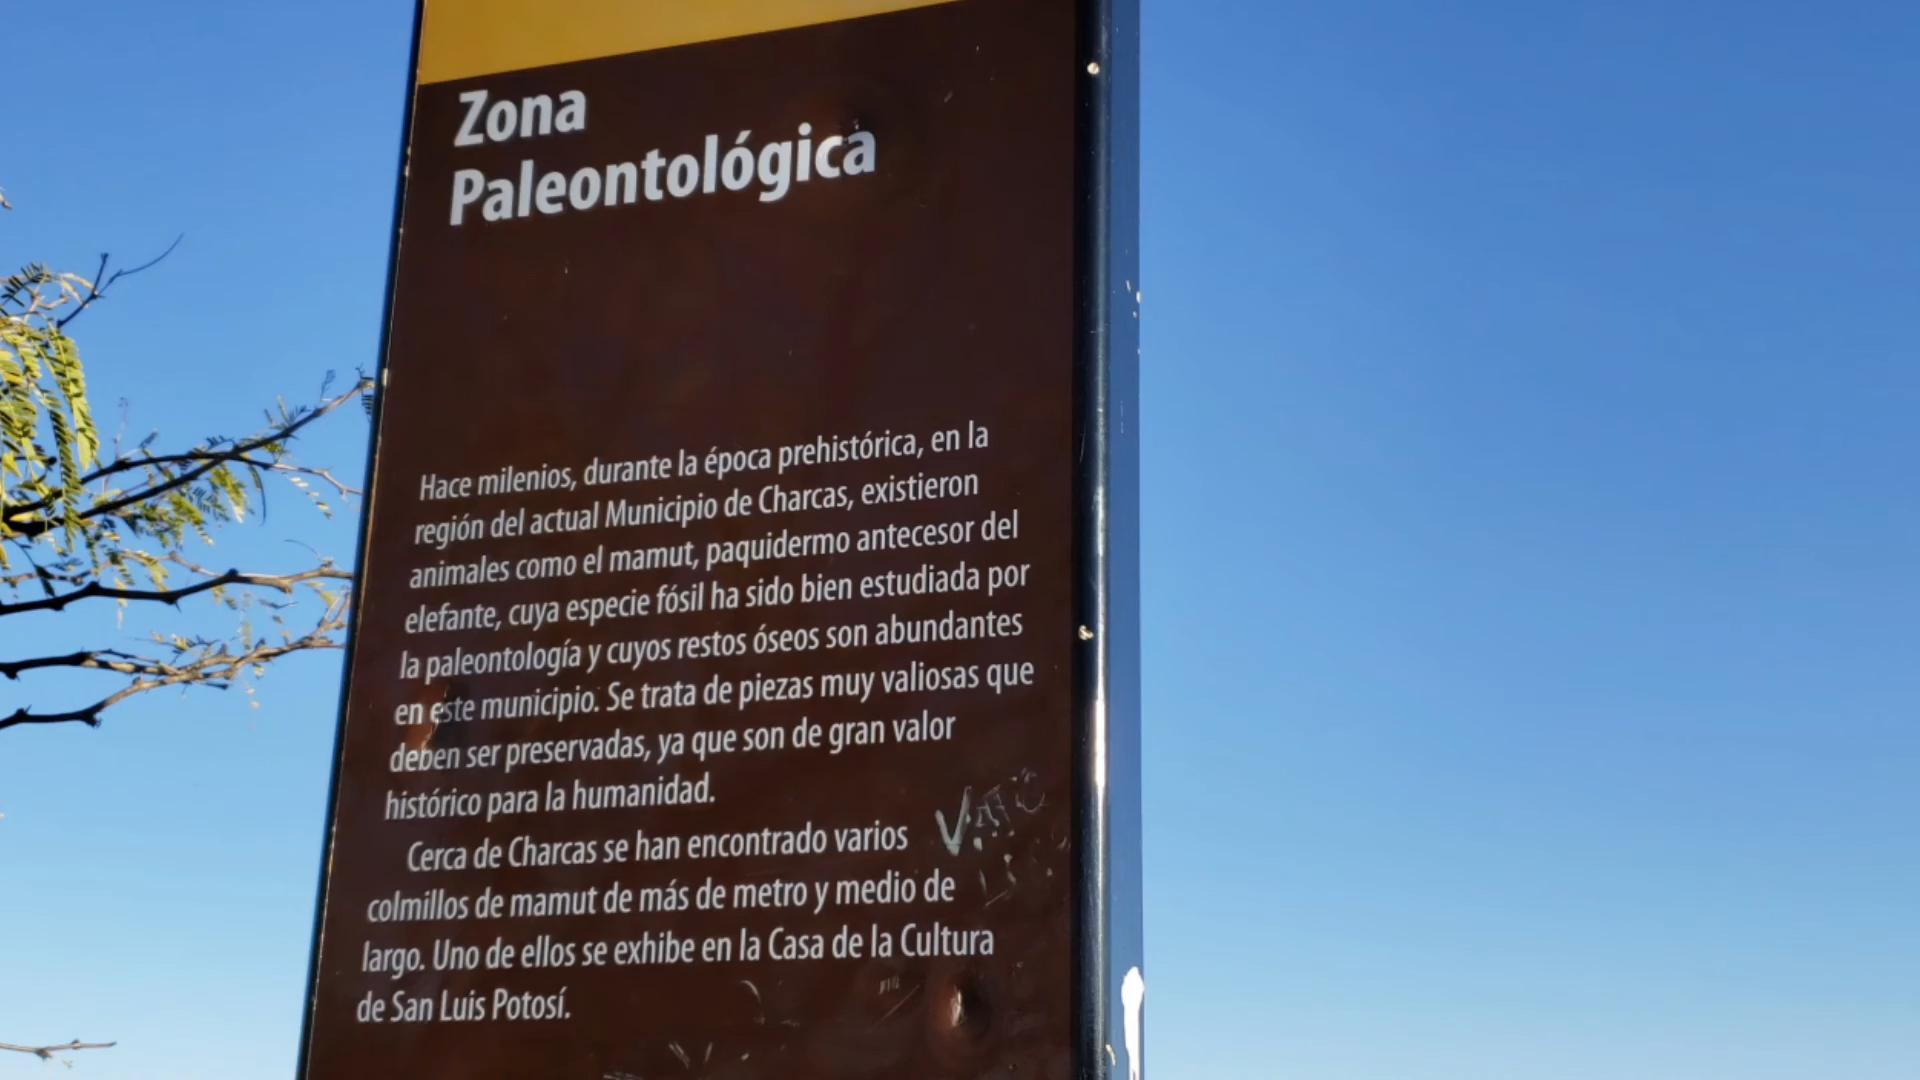 Zona
Paleontológica
Hace milenios, durante la época prehistórica, en la
región del actual Municipio de Charcas, existieron
animales como el mamut, paquidermo antecesor del
elefante, cuya especie fósil ha sido bien estudiada por
la paleontología y cuyos restos óseos son abundantes
en este municipio. Se trata de piezas muy valiosas que
deben ser preservadas, ya que son de gran valor
histórico para la humanidad.
Cerca de Charcas se han encontrado varios
colmillos de mamut de más de metro y medio de
largo. Uno de ellos se exhibe en la Casa de la Cultura
de San Luis Potosí.